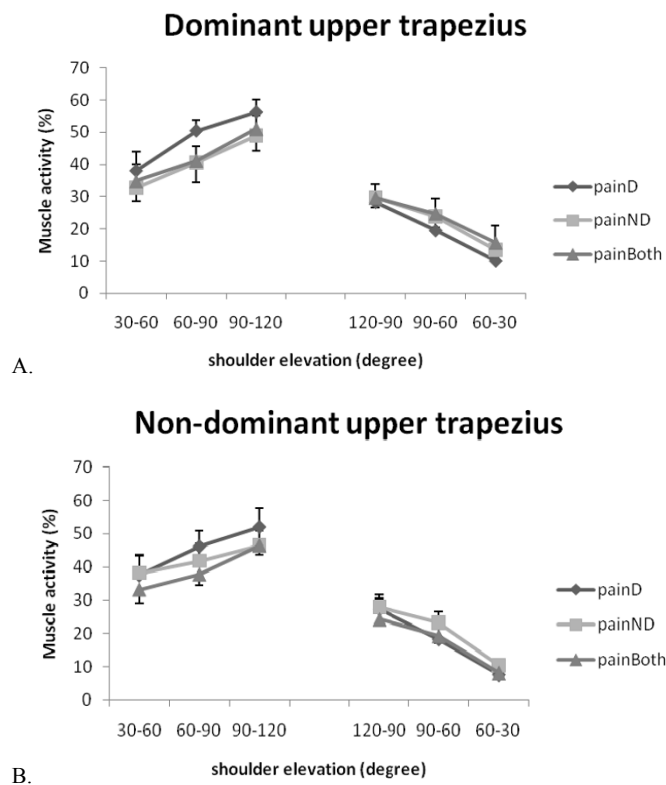 Dominant upper trapezius
70
60
50
40
30
20
10
0
Muscle activity (%)
30-60 60-90 90-120 120-90 90-60 60-30
shoulder elevation (degree)
painD
painND
painBoth
A.
Non-dominant upper trapezius
70
60
50
40
30
20
10
0
Muscle activity (%)
30-60 60-90 90-120 120-90 90-60 60-30
shoulder elevation (degree)
painD
painND
painBoth
B.